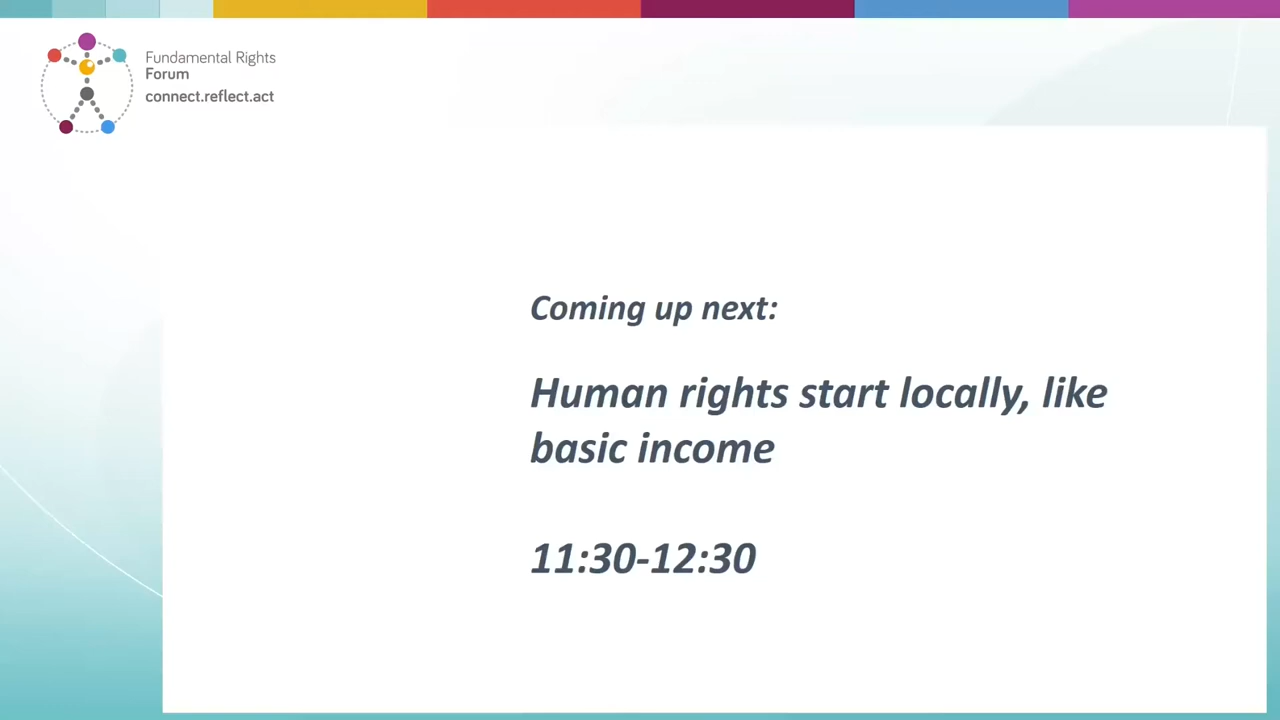 Fundamental Rights
Forum
connect.reflect.act
Coming up next:
Human rights start locally, like
basic income
11:30-12:30